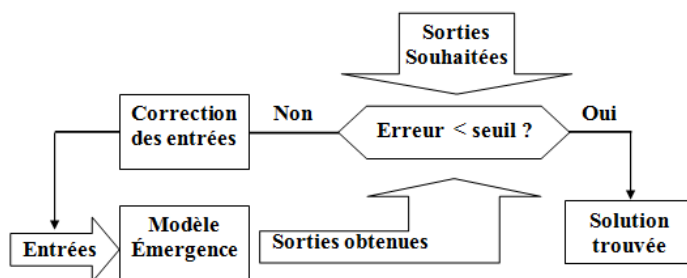 Sorties
Souhaitées
Correction
des entrées
Non
Erreur < seuil ?
Oui
Entrées
Modèle
Émergence
Sorties obtenues
Solution
trouvée